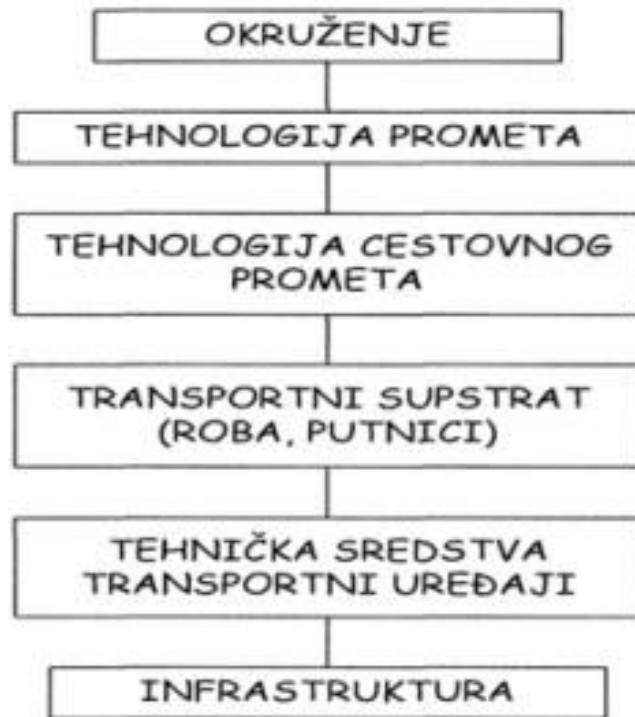 OKRUŽENJE
TEHNOLOGIJA PROMETA
TEHNOLOGIJA CESTOVNOG
PROMETA
TRANSPORTNI SUPSTRAT
(ROBA, PUTNICI)
TEHNIČKA SREDSTVA
TRANSPORTNI UREĐAJI
INFRASTRUKTURA